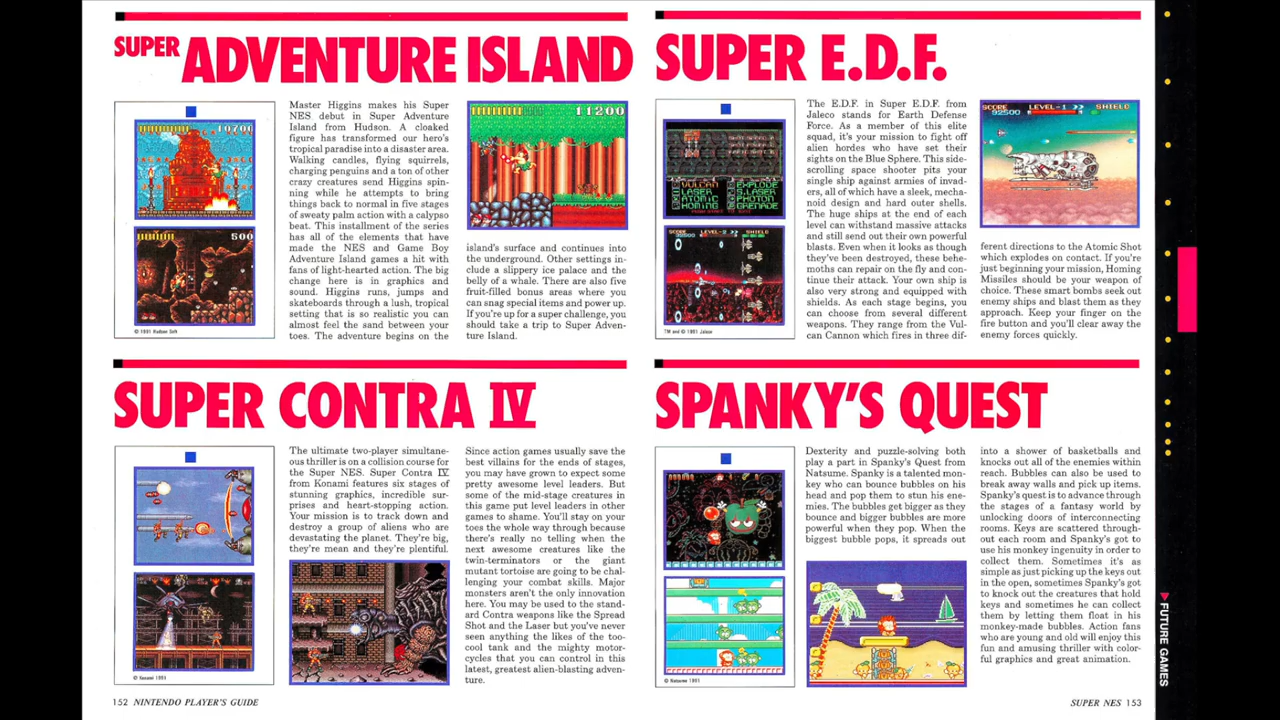 SUPER ADVENTURE ISLAND
10700
500
© 1991 Hudson Soft
Master Higgins makes his Super
NES debut in Super Adventure
Island from Hudson. A cloaked
figure has transformed our hero's
tropical paradise into a disaster area.
Walking candles, flying squirrels,
charging penguins and a ton of other
crazy creatures send Higgins spin-
ning while he attempts to bring
things back to normal in five stages
of sweaty palm action with a calypso
beat. This installment of the series
has all of the elements that have
made the NES and Game Boy
Adventure Island games a hit with
fans of light-hearted action. The big
change here is in graphics and
sound. Higgins runs, jumps and
skateboards through a lush, tropical
setting that is so realistic you can
almost feel the sand between your
toes. The adventure begins on the
11200
island's surface and continues into
the underground. Other settings in-
clude a slippery ice palace and the
belly of a whale. There are also five
fruit-filled bonus areas where you
can snag special items and power up.
If you're up for a super challenge, you
should take a trip to Super Adven-
ture Island.
SUPER E.D.F.
VULCAN
LASER
ATOMIC
HOMING
EXPLODE
S.LASER
PHOTON
GRENADE
SCORE LEVEL-2 >> SHIELD
TM and © 1991 Jaleco
The E.D.F. in Super E.D.F. from
Jaleco stands for Earth Defense
Force. As a member of this elite
squad, it's your mission to fight off
alien hordes who have set their
sights on the Blue Sphere. This side-
scrolling space shooter pits your
single ship against armies of invad-
ers, all of which have a sleek, mecha-
noid design and hard outer shells.
The huge ships at the end of each
level can withstand massive attacks
and still send out their own powerful
blasts. Even when it looks as though
they've been destroyed, these behe-
moths can repair on the fly and con-
tinue their attack. Your own ship is
also very strong and equipped with
shields. As each stage begins, you
can choose from several different
weapons. They range from the Vul-
can Cannon which fires in three dif-
SCORE LEVEL-1 >> SHIELD
92500
ferent directions to the Atomic Shot
which explodes on contact. If you're
just beginning your mission, Homing
Missiles should be your weapon of
choice. These smart bombs seek out
enemy ships and blast them as they
approach. Keep your finger on the
fire button and you'll clear away the
enemy forces quickly.
SUPER CONTRA IV
© Konami 1991
The ultimate two-player simultane-
ous thriller is on a collision course for
the Super NES. Super Contra IV
from Konami features six stages of
stunning graphics, incredible sur-
prises and heart-stopping action.
Your mission is to track down and
destroy a group of aliens who are
devastating the planet. They're big,
they're mean and they're plentiful.
Since action games usually save the
best villains for the ends of stages,
you may have grown to expect some
pretty awesome level leaders. But
some of the mid-stage creatures in
this game put level leaders in other
games to shame. You'll stay on your
toes the whole way through because
there's really no telling when the
next awesome creatures like the
twin-terminators or the giant
mutant tortoise are going to be chal-
lenging your combat skills. Major
monsters aren't the only innovation
here. You may be used to the stand-
ard Contra weapons like the Spread
Shot and the Laser but you've never
seen anything the likes of the too-
cool tank and the mighty motor-
cycles that you can control in this
latest, greatest alien-blasting adven-
ture.
SPANKY'S QUEST
© Natsume 1991
Dexterity and puzzle-solving both
play a part in Spanky's Quest from
Natsume. Spanky is a talented mon-
key who can bounce bubbles on his
head and pop them to stun his ene-
mies. The bubbles get bigger as they
bounce and bigger bubbles are more
powerful when they pop. When the
biggest bubble pops, it spreads out
into a shower of basketballs and
knocks out all of the enemies within
reach. Bubbles can also be used to
break away walls and pick up items.
Spanky's quest is to advance through
the stages of a fantasy world by
unlocking doors of interconnecting
rooms. Keys are scattered through-
out each room and Spanky's got to
use his monkey ingenuity in order to
collect them. Sometimes it's as
simple as just picking up the keys out
in the open, sometimes Spanky's got
to knock out the creatures that hold
keys and sometimes he can collect
them by letting them float in his
monkey-made bubbles. Action fans
who are young and old will enjoy this
fun and amusing thriller with color-
ful graphics and great animation.
▶FUTURE GAMES
152 NINTENDO PLAYER'S GUIDE
SUPER NES 153